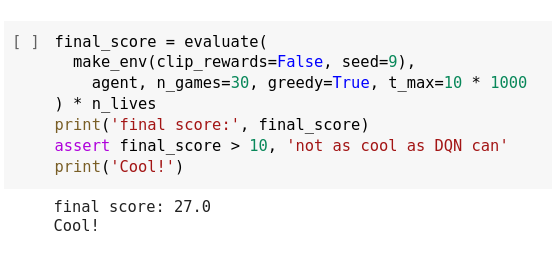 [ ] final_score = evaluate(
make_env(clip_rewards=False, seed=9),
agent, n_games=30, greedy=True, t_max=10 * 1000
) * n_lives
print('final score:', final_score)
assert final_score > 10, 'not as cool as DQN can'
print('Cool!')
final score: 27.0
Cool!